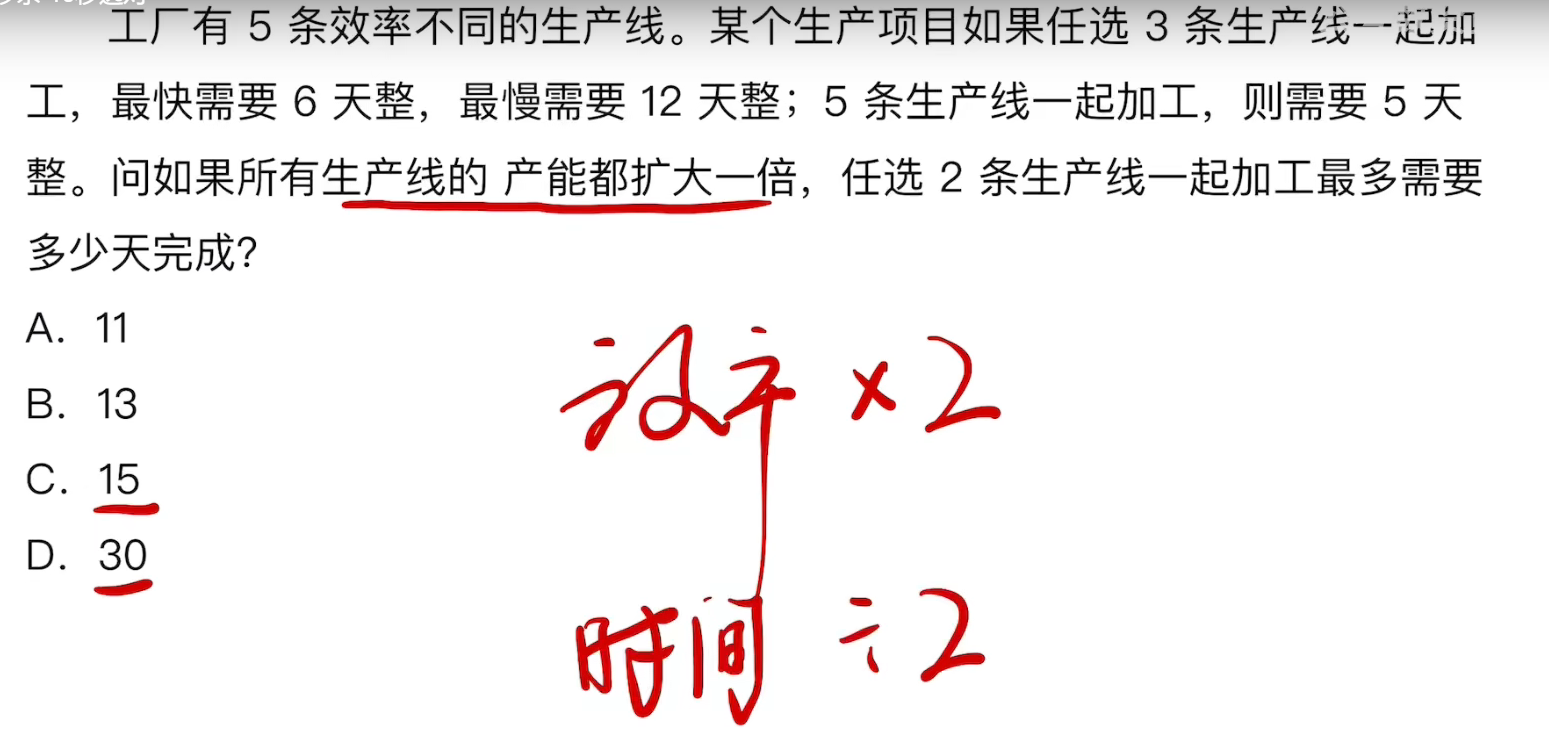 工厂有 5 条效率不同的生产线。某个生产项目如果任选 3 条生产线一起加
工，最快需要 6 天整，最慢需要 12 天整；5 条生产线一起加工，则需要 5 天
整。问如果所有生产线的 产能都扩大一倍，任选 2 条生产线一起加工最多需要
多少天完成？
A. 11
B. 13
C. 15
D. 30
效率 ×2
时间 ÷2